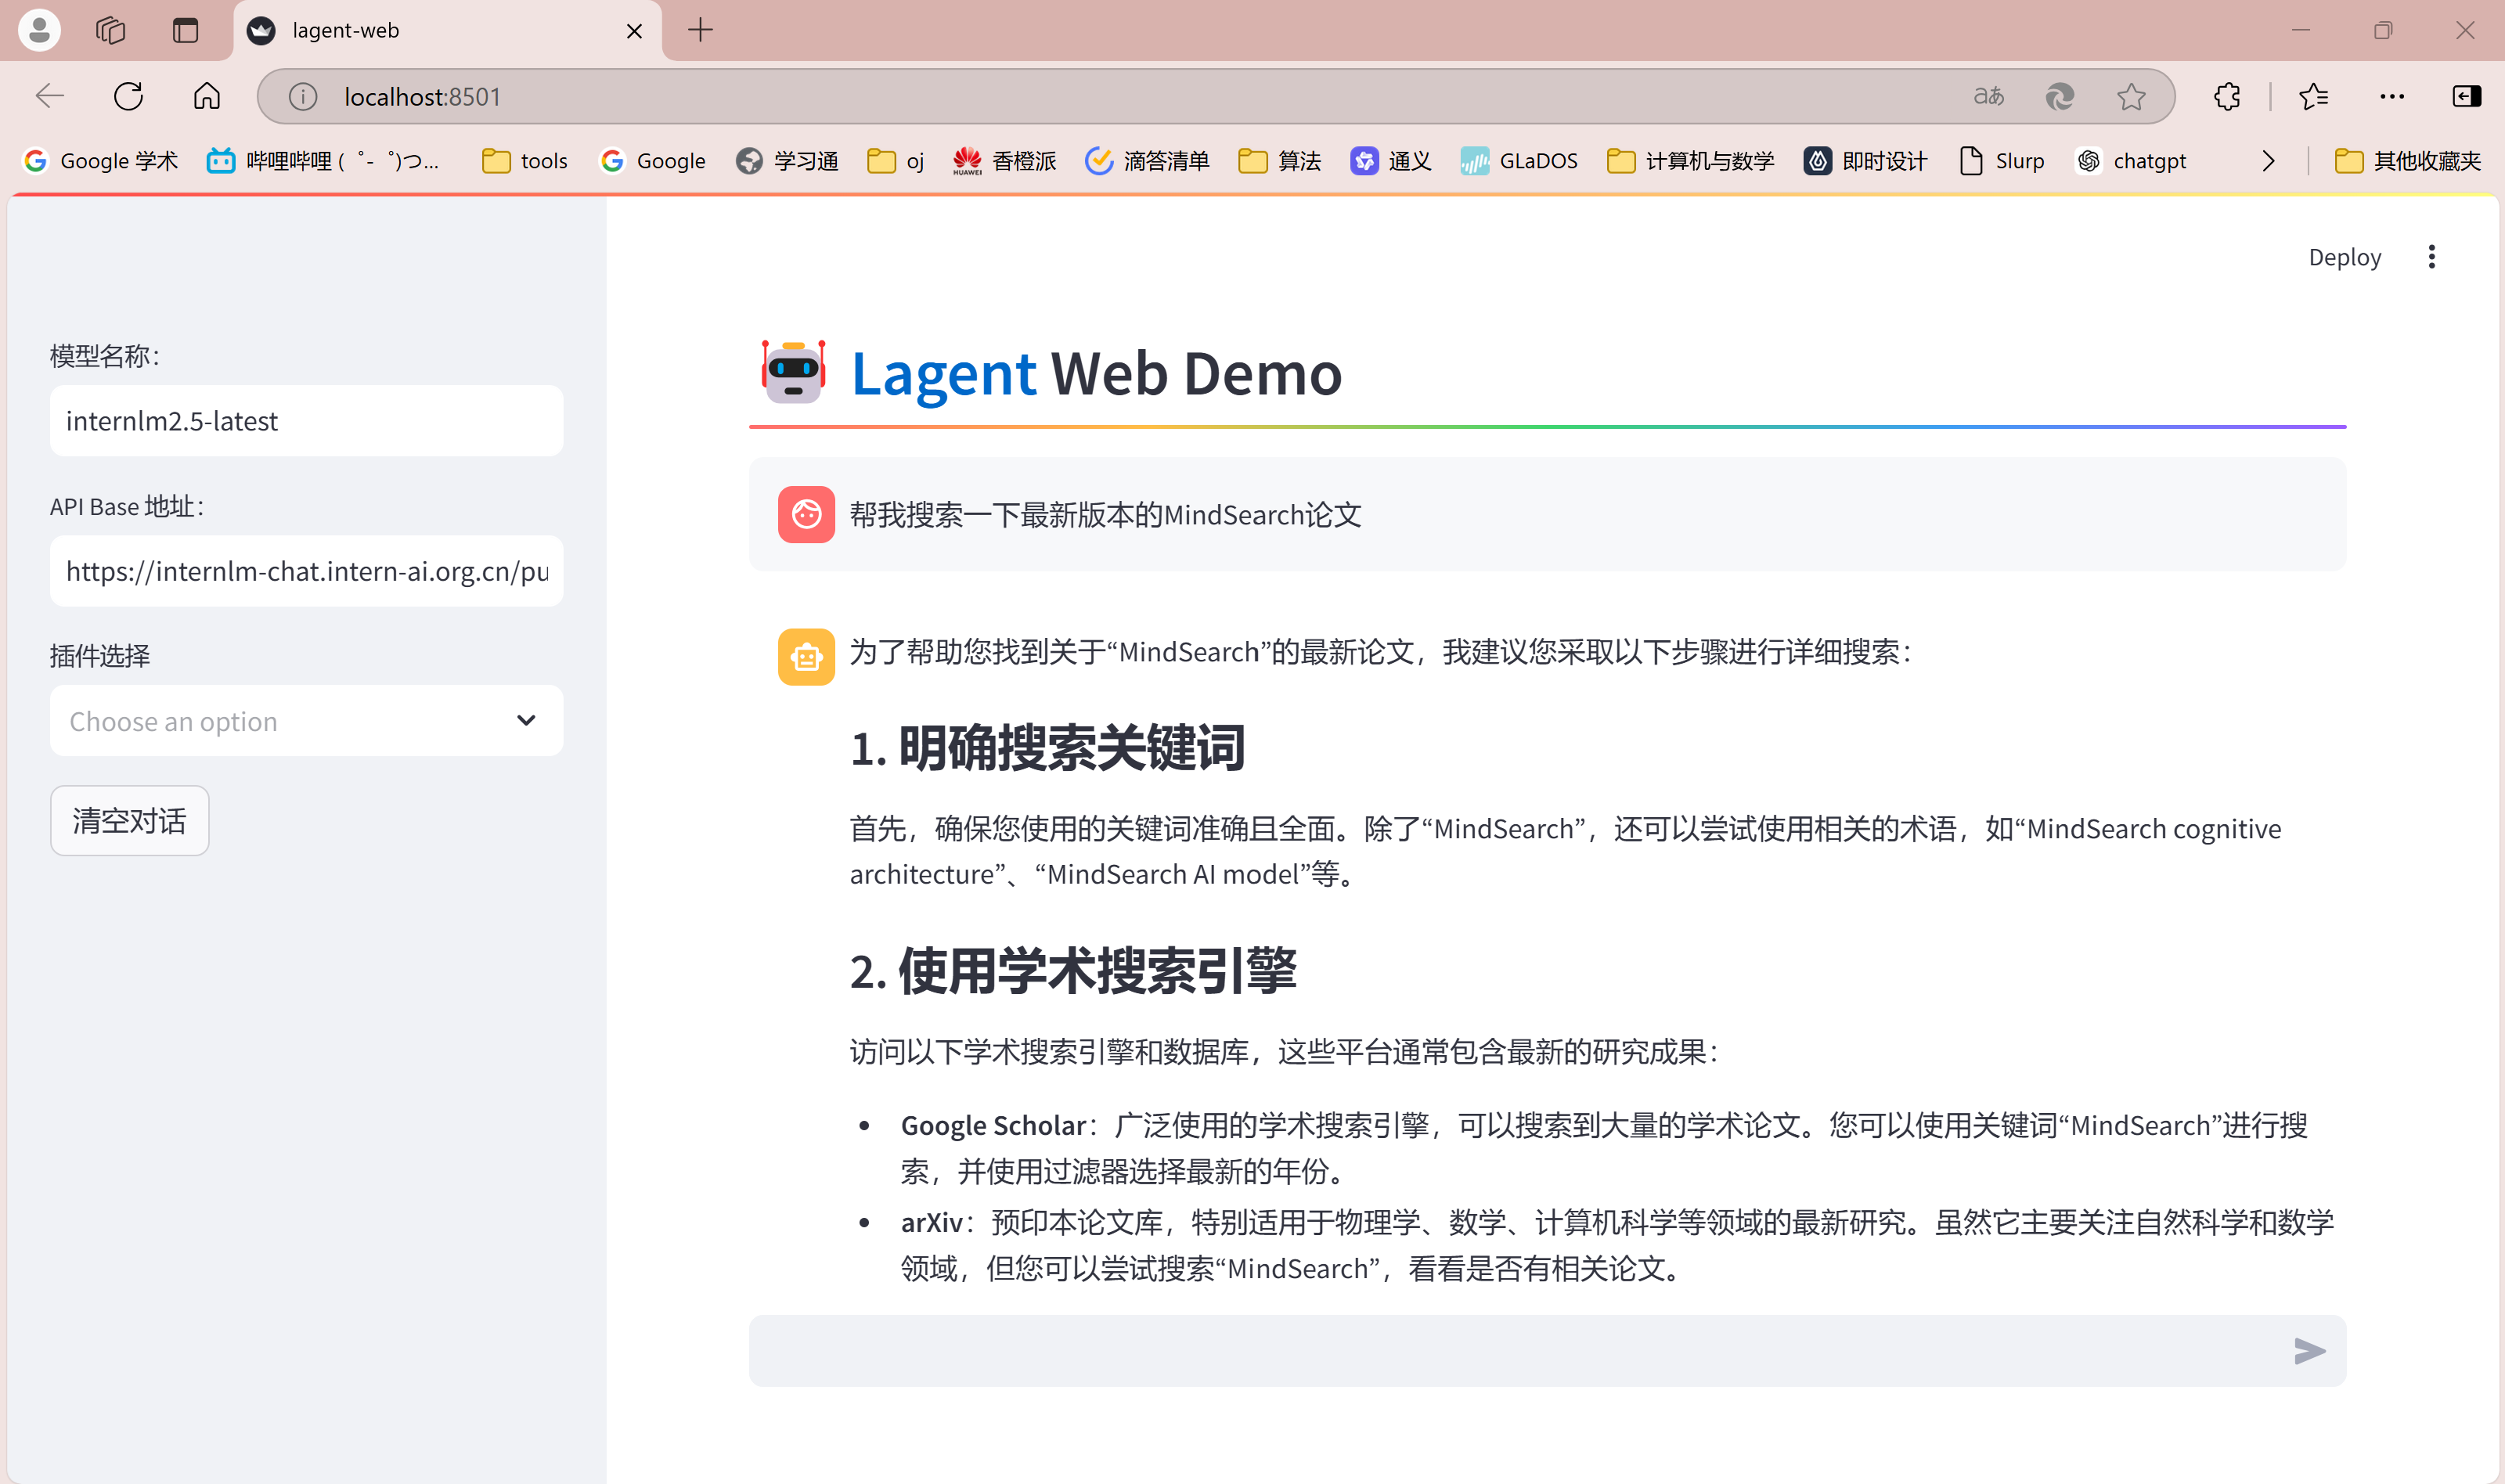 lagent-web
localhost:8501
aあ
Google 学术
哔哩哔哩 ( ゜- ゜)つ...
tools
Google
学习通
oj
HUAWEI
香橙派
滴答清单
算法
通义
GLaDOS
计算机与数学
即时设计
Slurp
chatgpt
其他收藏夹
Deploy
模型名称：
internlm2.5-latest
API Base 地址：
https://internlm-chat.intern-ai.org.cn/pu
插件选择
Choose an option
清空对话
Lagent Web Demo
帮我搜索一下最新版本的MindSearch论文
为了帮助您找到关于“MindSearch”的最新论文，我建议您采取以下步骤进行详细搜索：
1. 明确搜索关键词
首先，确保您使用的关键词准确且全面。除了“MindSearch”，还可以尝试使用相关的术语，如“MindSearch cognitive
architecture”、“MindSearch AI model”等。
2. 使用学术搜索引擎
访问以下学术搜索引擎和数据库，这些平台通常包含最新的研究成果：
• Google Scholar：广泛使用的学术搜索引擎，可以搜索到大量的学术论文。您可以使用关键词“MindSearch”进行搜
索，并使用过滤器选择最新的年份。
• arXiv：预印本论文库，特别适用于物理学、数学、计算机科学等领域的最新研究。虽然它主要关注自然科学和数学
领域，但您可以尝试搜索“MindSearch”，看看是否有相关论文。